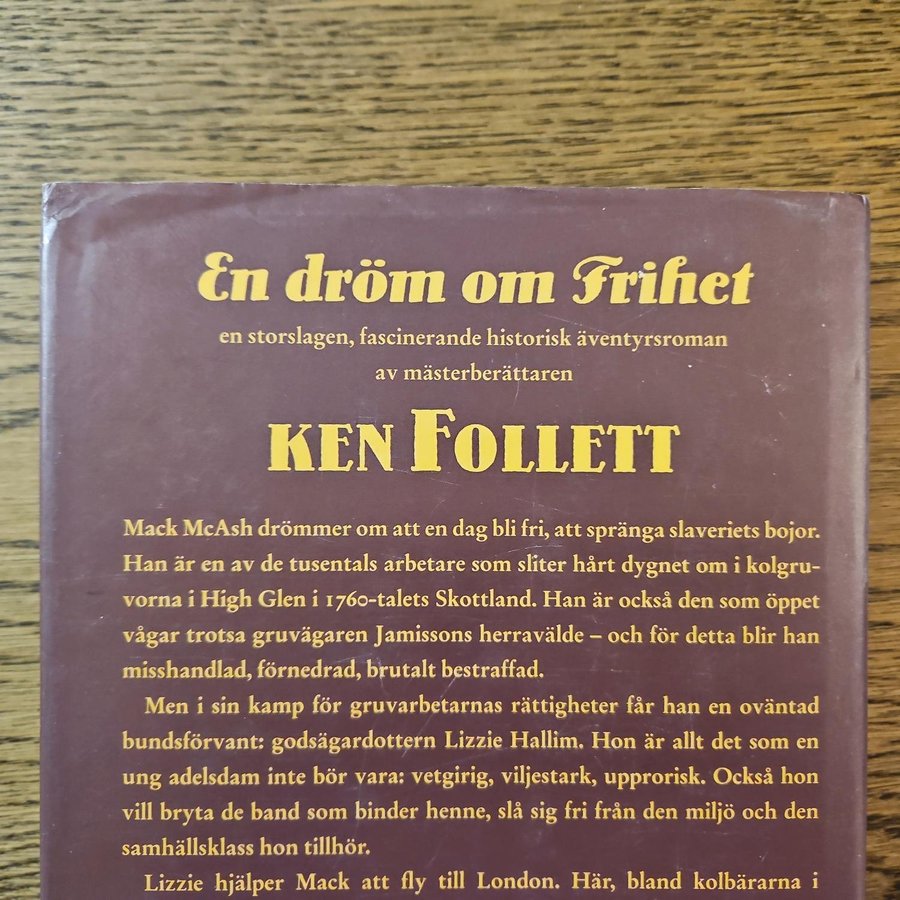 En dröm om Frihet
en storslagen, fascinerande historisk äventyrsroman
av mästerberättaren
KEN FOLLETT
Mack McAsh drömmer om att en dag bli fri, att spränga slaveriets bojor.
Han är en av de tusentals arbetare som sliter hårt dygnet om i kolgru-
vorna i High Glen i 1760-talets Skottland. Han är också den som öppet
vågar trotsa gruvägaren Jamissons herravälde – och för detta blir han
misshandlad, förnedrad, brutalt bestraffad.
Men i sin kamp för gruvarbetarnas rättigheter får han en oväntad
bundsförvant: godsägardottern Lizzie Hallim. Hon är allt det som en
ung adelsdam inte bör vara: vetgirig, viljestark, upprorisk. Också hon
vill bryta de band som binder henne, slå sig fri från den miljö och den
samhällsklass hon tillhör.
Lizzie hjälper Mack att fly till London. Här, bland kolbärarna i